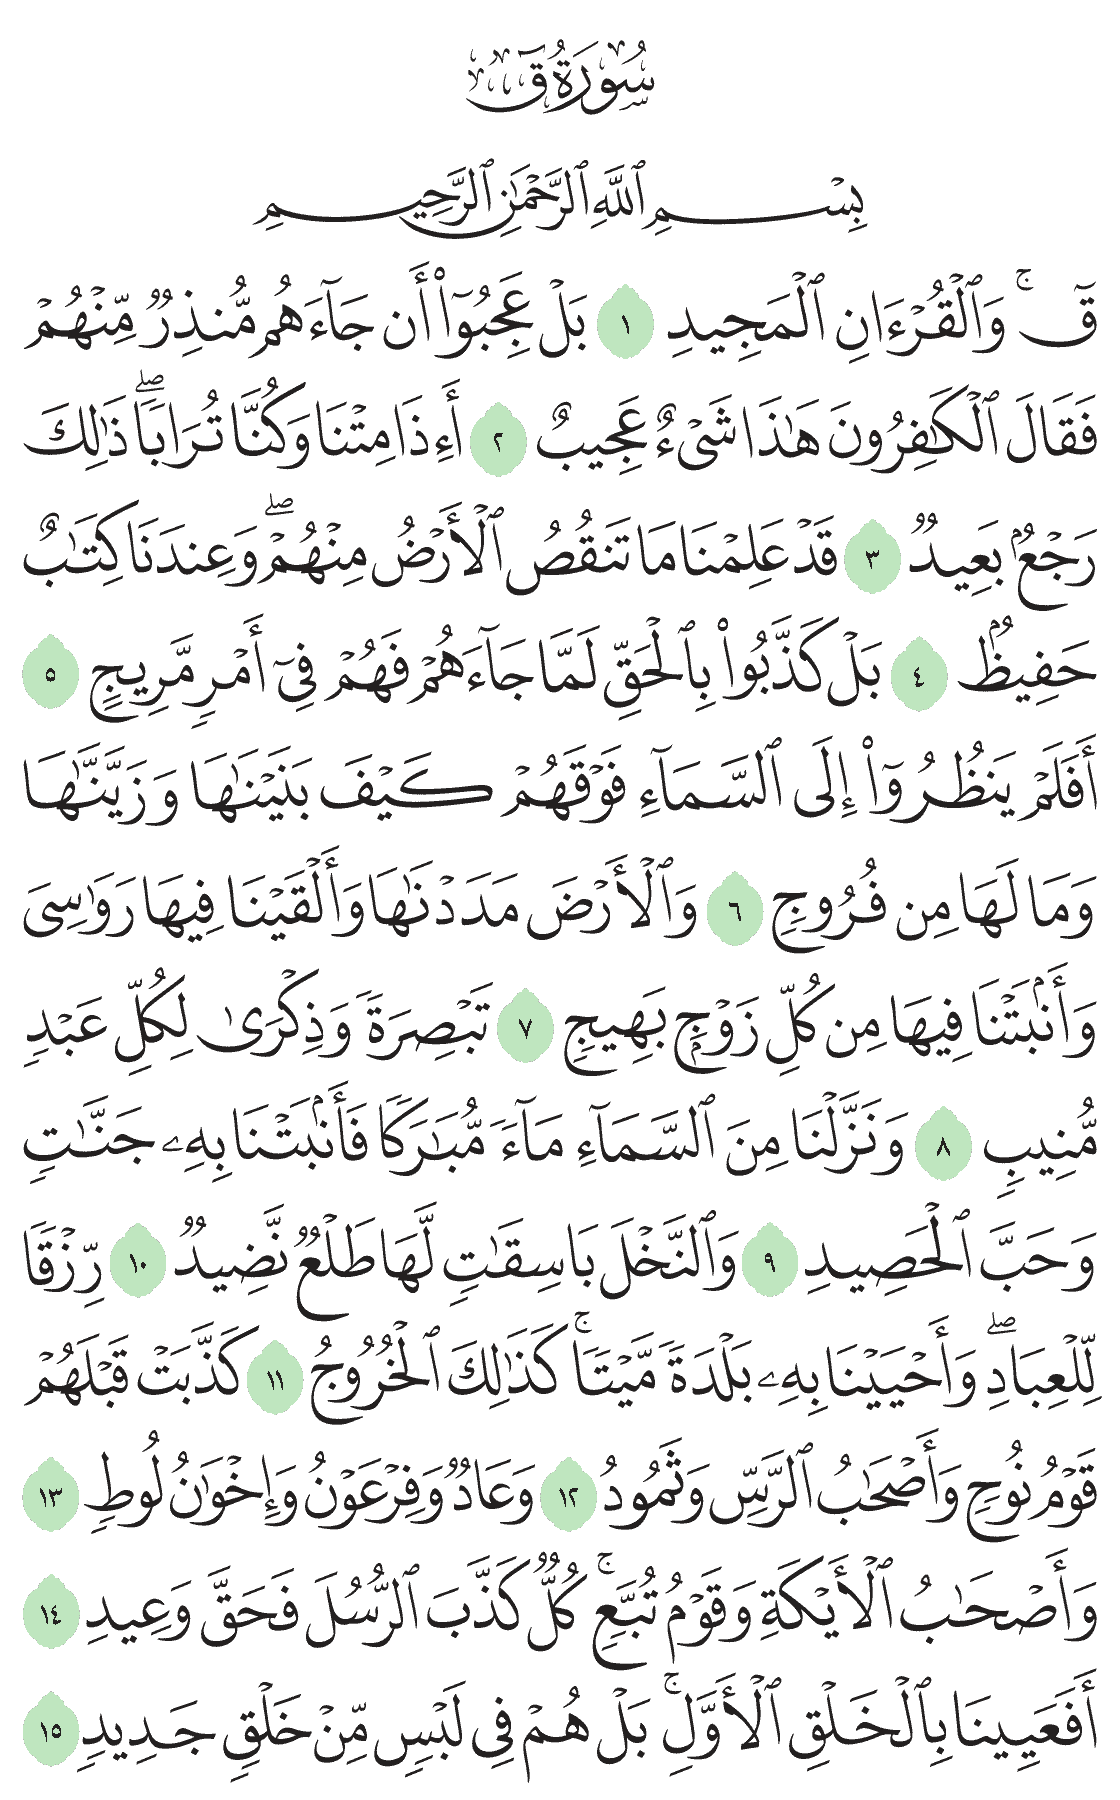 سُورَةُ قٓ
بِسْمِ ٱللَّهِ ٱلرَّحْمَٰنِ ٱلرَّحِيمِ
قٓۚ وَٱلْقُرْءَانِ ٱلْمَجِيدِ ١ بَلْ عَجِبُوٓا۟ أَن جَآءَهُم مُّنذِرٌ مِّنْهُمْ
فَقَالَ ٱلْكَٰفِرُونَ هَٰذَا شَىْءٌ عَجِيبٌ ٢ أَءِذَا مِتْنَا وَكُنَّا تُرَابًاۖ ذَٰلِكَ
رَجْعٌۢ بَعِيدٌ ٣ قَدْ عَلِمْنَا مَا تَنقُصُ ٱلْأَرْضُ مِنْهُمْۖ وَعِندَنَا كِتَٰبٌ
حَفِيظٌۢ ٤ بَلْ كَذَّبُوا۟ بِٱلْحَقِّ لَمَّا جَآءَهُمْ فَهُمْ فِىٓ أَمْرٍ مَّرِيجٍ ٥
أَفَلَمْ يَنظُرُوٓا۟ إِلَى ٱلسَّمَآءِ فَوْقَهُمْ كَيْفَ بَنَيْنَٰهَا وَزَيَّنَّٰهَا
وَمَا لَهَا مِن فُرُوجٍ ٦ وَٱلْأَرْضَ مَدَدْنَٰهَا وَأَلْقَيْنَا فِيهَا رَوَٰسِىَ
وَأَنۢبَتْنَا فِيهَا مِن كُلِّ زَوْجٍۭ بَهِيجٍ ٧ تَبْصِرَةً وَذِكْرَىٰ لِكُلِّ عَبْدٍ
مُّنِيبٍ ٨ وَنَزَّلْنَا مِنَ ٱلسَّمَآءِ مَآءً مُّبَٰرَكًا فَأَنۢبَتْنَا بِهِۦ جَنَّٰتٍ
وَحَبَّ ٱلْحَصِيدِ ٩ وَٱلنَّخْلَ بَاسِقَٰتٍ لَّهَا طَلْعٌ نَّضِيدٌ ١٠ رِّزْقًا
لِّلْعِبَادِۖ وَأَحْيَيْنَا بِهِۦ بَلْدَةً مَّيْتًاۚ كَذَٰلِكَ ٱلْخُرُوجُ ١١ كَذَّبَتْ قَبْلَهُمْ
قَوْمُ نُوحٍ وَأَصْحَٰبُ ٱلرَّسِّ وَثَمُودُ ١٢ وَعَادٌ وَفِرْعَوْنُ وَإِخْوَٰنُ لُوطٍ ١٣
وَأَصْحَٰبُ ٱلْأَيْكَةِ وَقَوْمُ تُبَّعٍۚ كُلٌّ كَذَّبَ ٱلرُّسُلَ فَحَقَّ وَعِيدِ ١٤
أَفَعَيِينَا بِٱلْخَلْقِ ٱلْأَوَّلِۚ بَلْ هُمْ فِى لَبْسٍ مِّنْ خَلْقٍ جَدِيدٍ ١٥